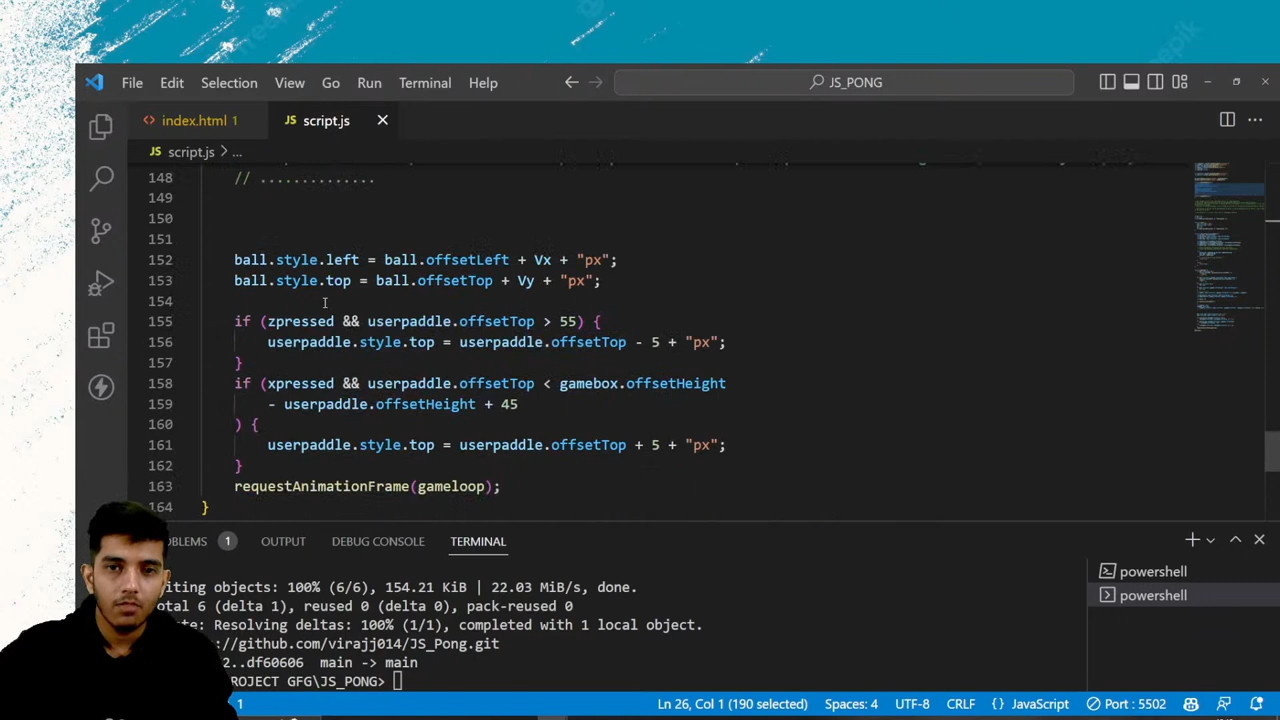 File Edit Selection View Go Run Terminal Help JS_PONG
index.html 1 JS script.js
JS script.js > ...
148 // ..............
149
150
151
152 ball.style.left = ball.offsetLeft + Vx + "px";
153 ball.style.top = ball.offsetTop + Vy + "px";
154
155 if (zpressed && userpaddle.offsetTop > 55) {
156 userpaddle.style.top = userpaddle.offsetTop - 5 + "px";
157 }
158 if (xpressed && userpaddle.offsetTop < gamebox.offsetHeight
159 - userpaddle.offsetHeight + 45
160 ) {
161 userpaddle.style.top = userpaddle.offsetTop + 5 + "px";
162 }
163 requestAnimationFrame(gameloop);
164 }
OBLEMS 1 OUTPUT DEBUG CONSOLE TERMINAL
iting objects: 100% (6/6), 154.21 KiB | 22.03 MiB/s, done.
otal 6 (delta 1), reused 0 (delta 0), pack-reused 0
te: Resolving deltas: 100% (1/1), completed with 1 local object.
://github.com/virajj014/JS_Pong.git
2..df60606 main -> main
ROJECT GFG\JS_PONG>
powershell
powershell
1 Ln 26, Col 1 (190 selected) Spaces: 4 UTF-8 CRLF {} JavaScript Port : 5502